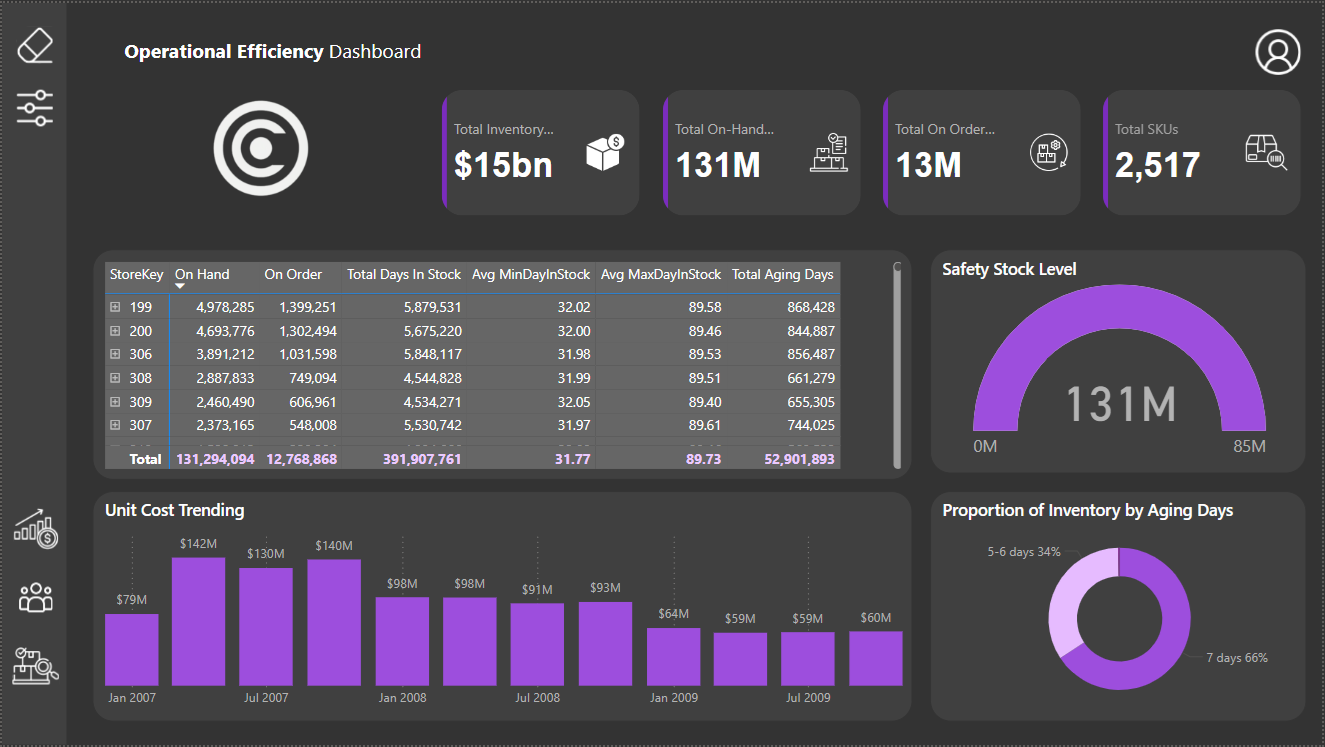 Operational Efficiency Dashboard
Total Inventory...
$15bn
Total On-Hand...
131M
Total On Order...
13M
Total SKUs
2,517
StoreKey On Hand On Order Total Days In Stock Avg MinDayInStock Avg MaxDayInStock Total Aging Days
199 4,978,285 1,399,251 5,879,531 32.02 89.58 868,428
200 4,693,776 1,302,494 5,675,220 32.00 89.46 844,887
306 3,891,212 1,031,598 5,848,117 31.98 89.53 856,487
308 2,887,833 749,094 4,544,828 31.99 89.51 661,279
309 2,460,490 606,961 4,534,271 32.05 89.40 655,305
307 2,373,165 548,008 5,530,742 31.97 89.61 744,025
Total 131,294,094 12,768,868 391,907,761 31.77 89.73 52,901,893
Safety Stock Level
131M
0M 85M
Unit Cost Trending
$79M $142M $130M $140M $98M $98M $91M $93M $64M $59M $59M $60M
Jan 2007 Jul 2007 Jan 2008 Jul 2008 Jan 2009 Jul 2009
Proportion of Inventory by Aging Days
5-6 days 34%
7 days 66%